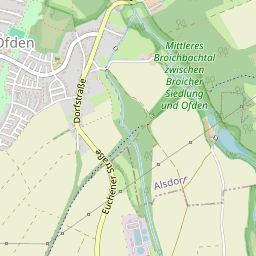 Ofden
Mittleres
Broichbachtal
zwischen
Broicher
Siedlung
und Ofden
Dorfstraße
Euchener Straße
Alsdorf